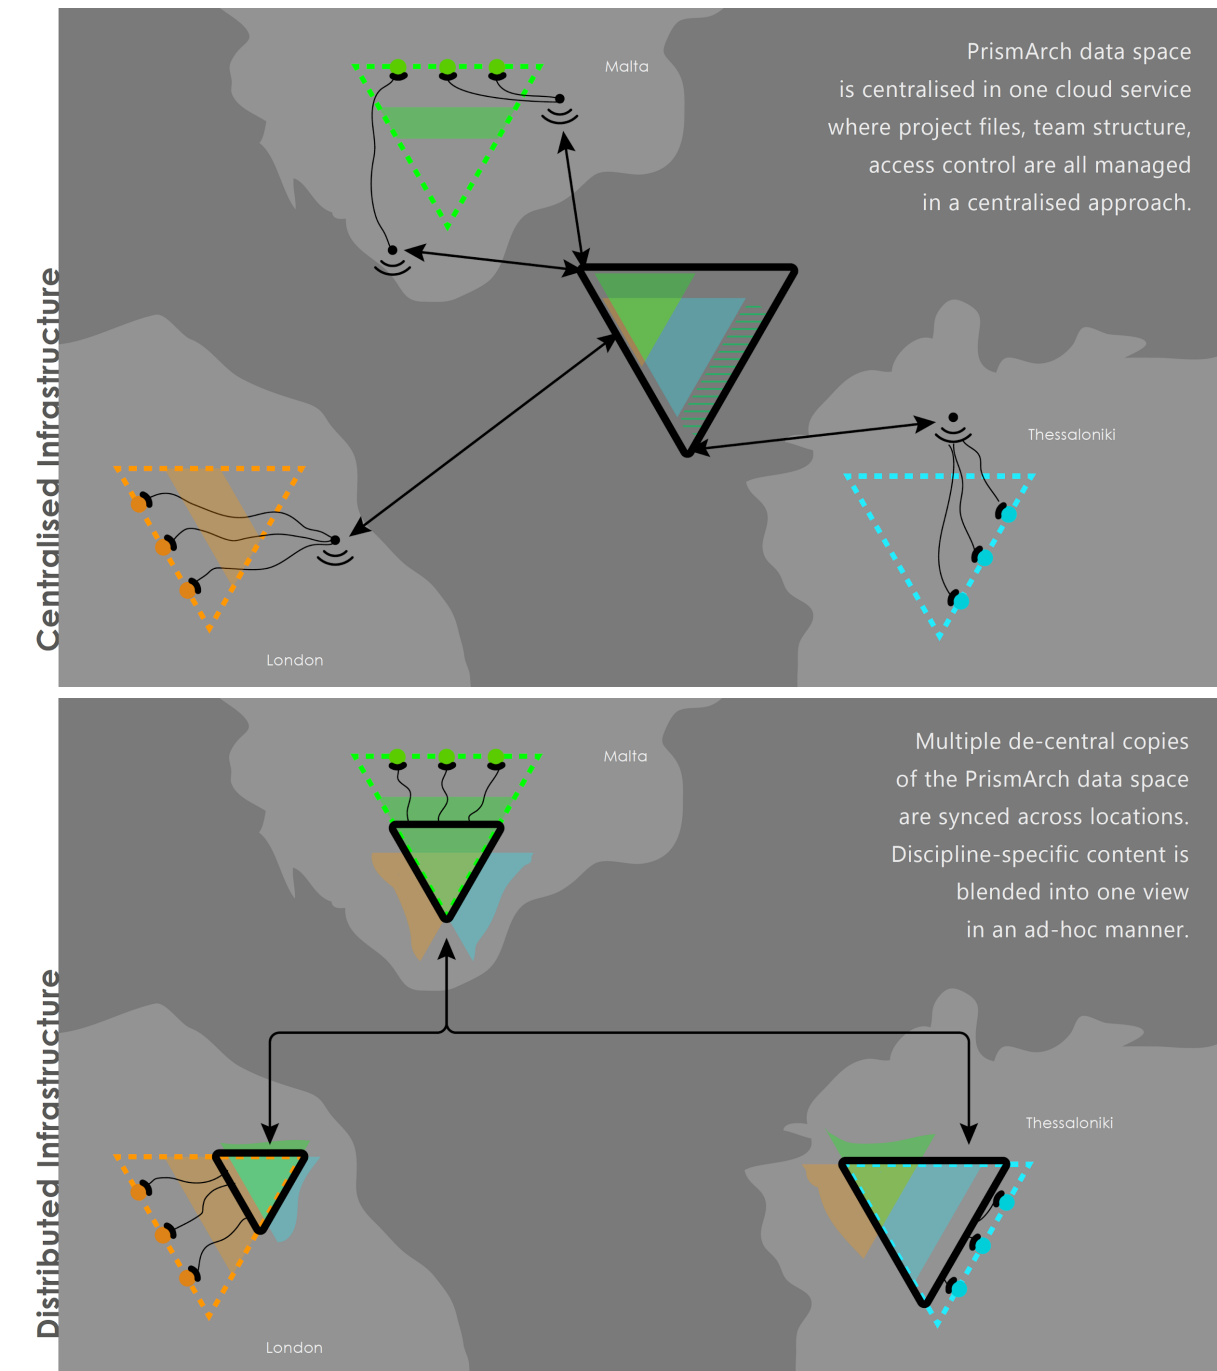 Centralised Infrastructure
Malta
PrismArch data space
is centralised in one cloud service
where project files, team structure,
access control are all managed
in a centralised approach.
Thessaloniki
London
Distributed Infrastructure
Malta
Multiple de-central copies
of the PrismArch data space
are synced across locations.
Discipline-specific content is
blended into one view
in an ad-hoc manner.
Thessaloniki
London